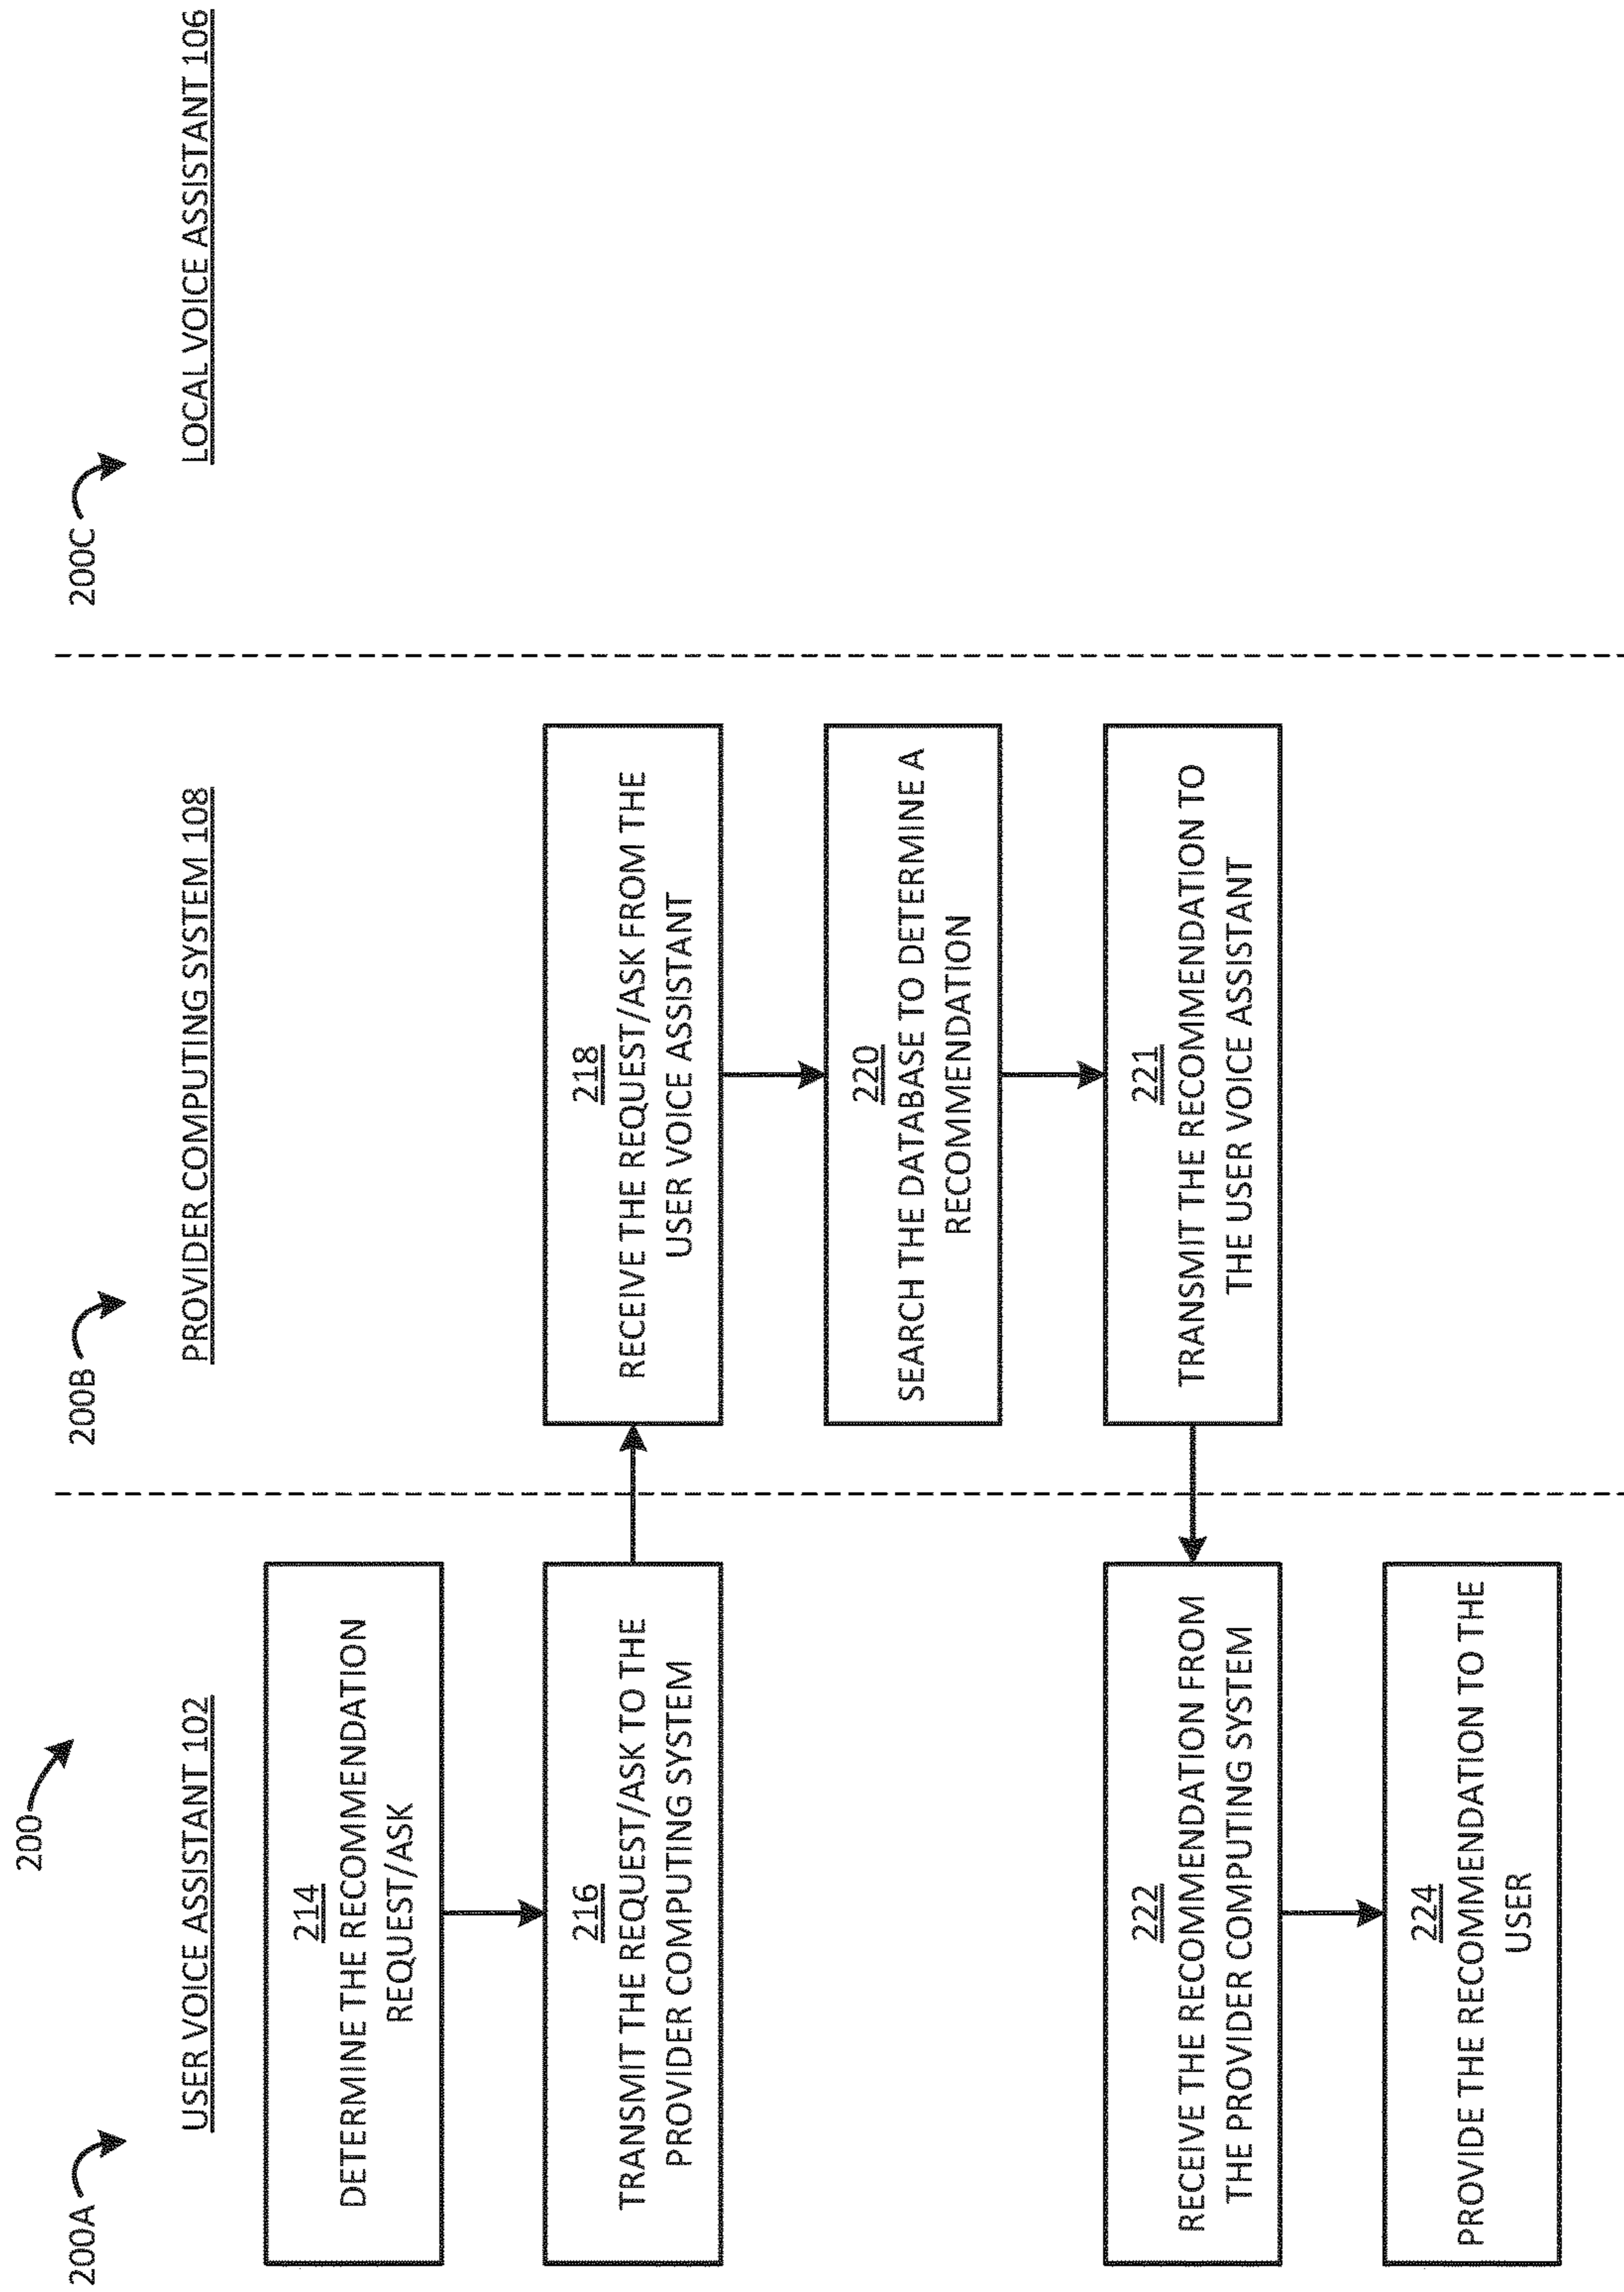 200
200A
USER VOICE ASSISTANT 102
200B
PROVIDER COMPUTING SYSTEM 108
200C
LOCAL VOICE ASSISTANT 106
214
DETERMINE THE RECOMMENDATION
REQUEST/ASK
216
TRANSMIT THE REQUEST/ASK TO THE
PROVIDER COMPUTING SYSTEM
218
RECEIVE THE REQUEST/ASK FROM THE
USER VOICE ASSISTANT
220
SEARCH THE DATABASE TO DETERMINE A
RECOMMENDATION
221
TRANSMIT THE RECOMMENDATION TO
THE USER VOICE ASSISTANT
222
RECEIVE THE RECOMMENDATION FROM
THE PROVIDER COMPUTING SYSTEM
224
PROVIDE THE RECOMMENDATION TO THE
USER